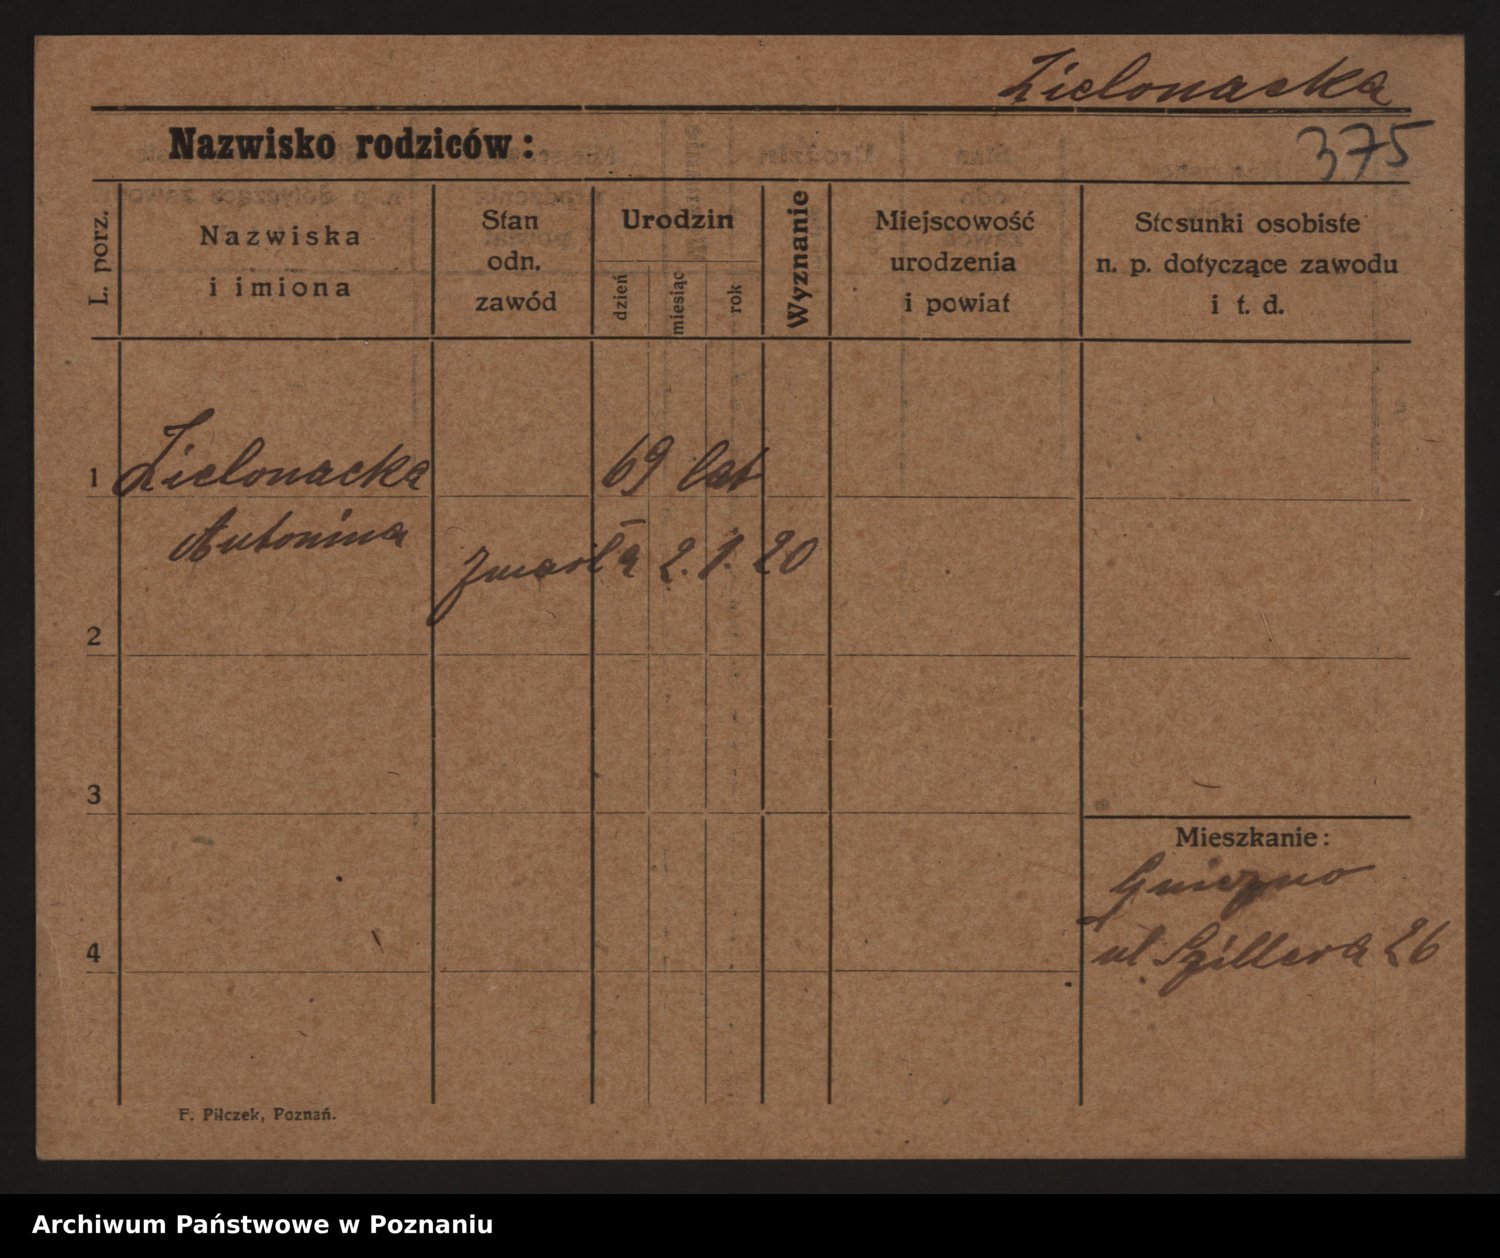 Zielonacka
Nazwisko rodziców:
375
L. porz.
Nazwiska
i imiona
Stan
odn.
zawód
Urodzin
dzień
miesiąc
rok
Wyznanie
Miejscowość
urodzenia
i powiat
Stosunki osobiste
n. p. dotyczące zawodu
i t. d.
1
Zielonacka
69 lat
Antonina
zmarła 2. 1. 20
2
3
Mieszkanie:
Gniezno
4
ul Szillera 26
F. Pilczek, Poznań.
Archiwum Państwowe w Poznaniu